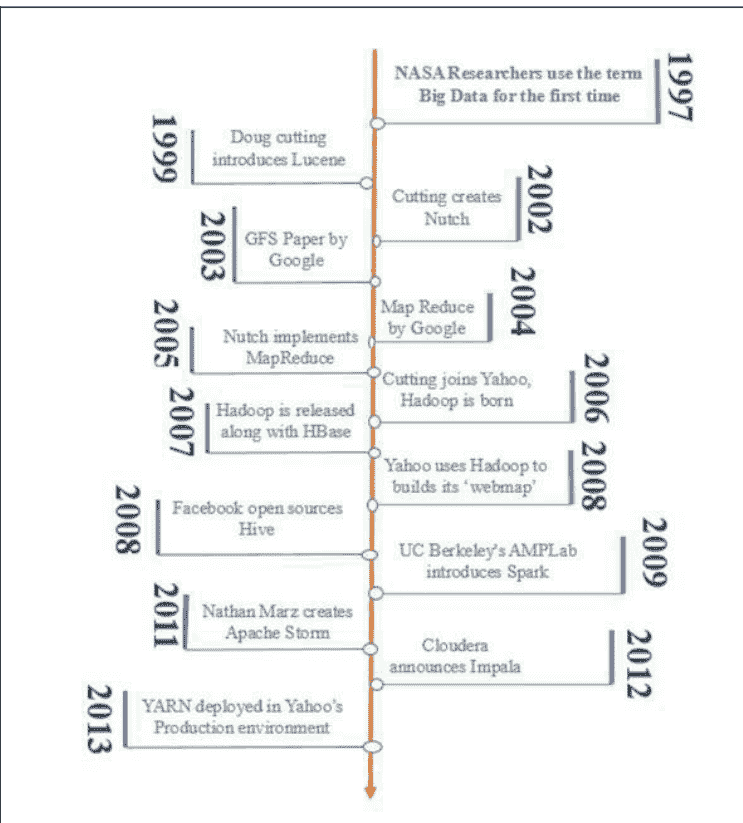 NASA Researchers use the term
Big Data for the first time
1997
Doug cutting
introduces Lucene
1999
Cutting creates
Nutch
2002
GFS Paper by
Google
2003
Map Reduce
by Google
2004
Nutch implements
MapReduce
2005
Cutting joins Yahoo,
Hadoop is born
2006
Hadoop is released
along with HBase
2007
Yahoo uses Hadoop to
builds its ‘webmap’
2008
Facebook open sources
Hive
2008
UC Berkeley's AMPLab
introduces Spark
2009
Nathan Marz creates
Apache Storm
2011
Cloudera
announces Impala
2012
YARN deployed in Yahoo's
Production environment
2013